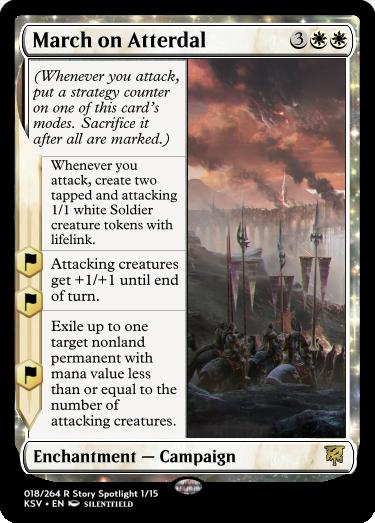 March on Atterdal 3
(Whenever you attack,
put a strategy counter
on one of this card's
modes. Sacrifice it
after all are marked.)
Whenever you
attack, create two
tapped and attacking
1/1 white Soldier
creature tokens with
lifelink.
Attacking creatures
get +1/+1 until end
of turn.
Exile up to one
target nonland
permanent with
mana value less
than or equal to the
number of
attacking creatures.
Enchantment — Campaign
018/264 R Story Spotlight 1/15
KSV • EN SILENTFIELD